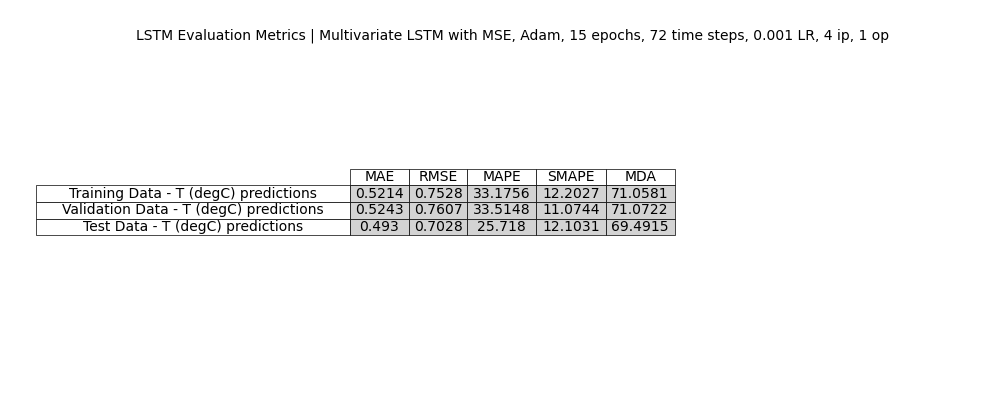 LSTM Evaluation Metrics | Multivariate LSTM with MSE, Adam, 15 epochs, 72 time steps, 0.001 LR, 4 ip, 1 op
MAE RMSE MAPE SMAPE MDA
Training Data - T (degC) predictions 0.5214 0.7528 33.1756 12.2027 71.0581
Validation Data - T (degC) predictions 0.5243 0.7607 33.5148 11.0744 71.0722
Test Data - T (degC) predictions 0.493 0.7028 25.718 12.1031 69.4915